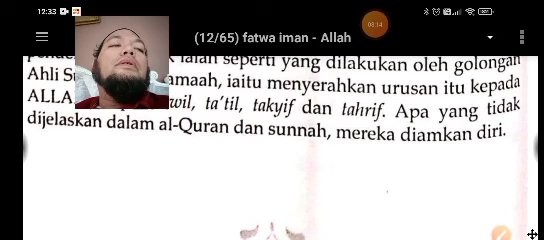 12:33
08:14
(12/65) fatwa iman - Allah
ialah seperti yang dilakukan oleh golongan
Ahli S amaah, iaitu menyerahkan urusan itu kepada
ALLA wil, ta'til, takyif dan tahrif. Apa yang tidak
dijelaskan dalam al-Quran dan sunnah, mereka diamkan diri.